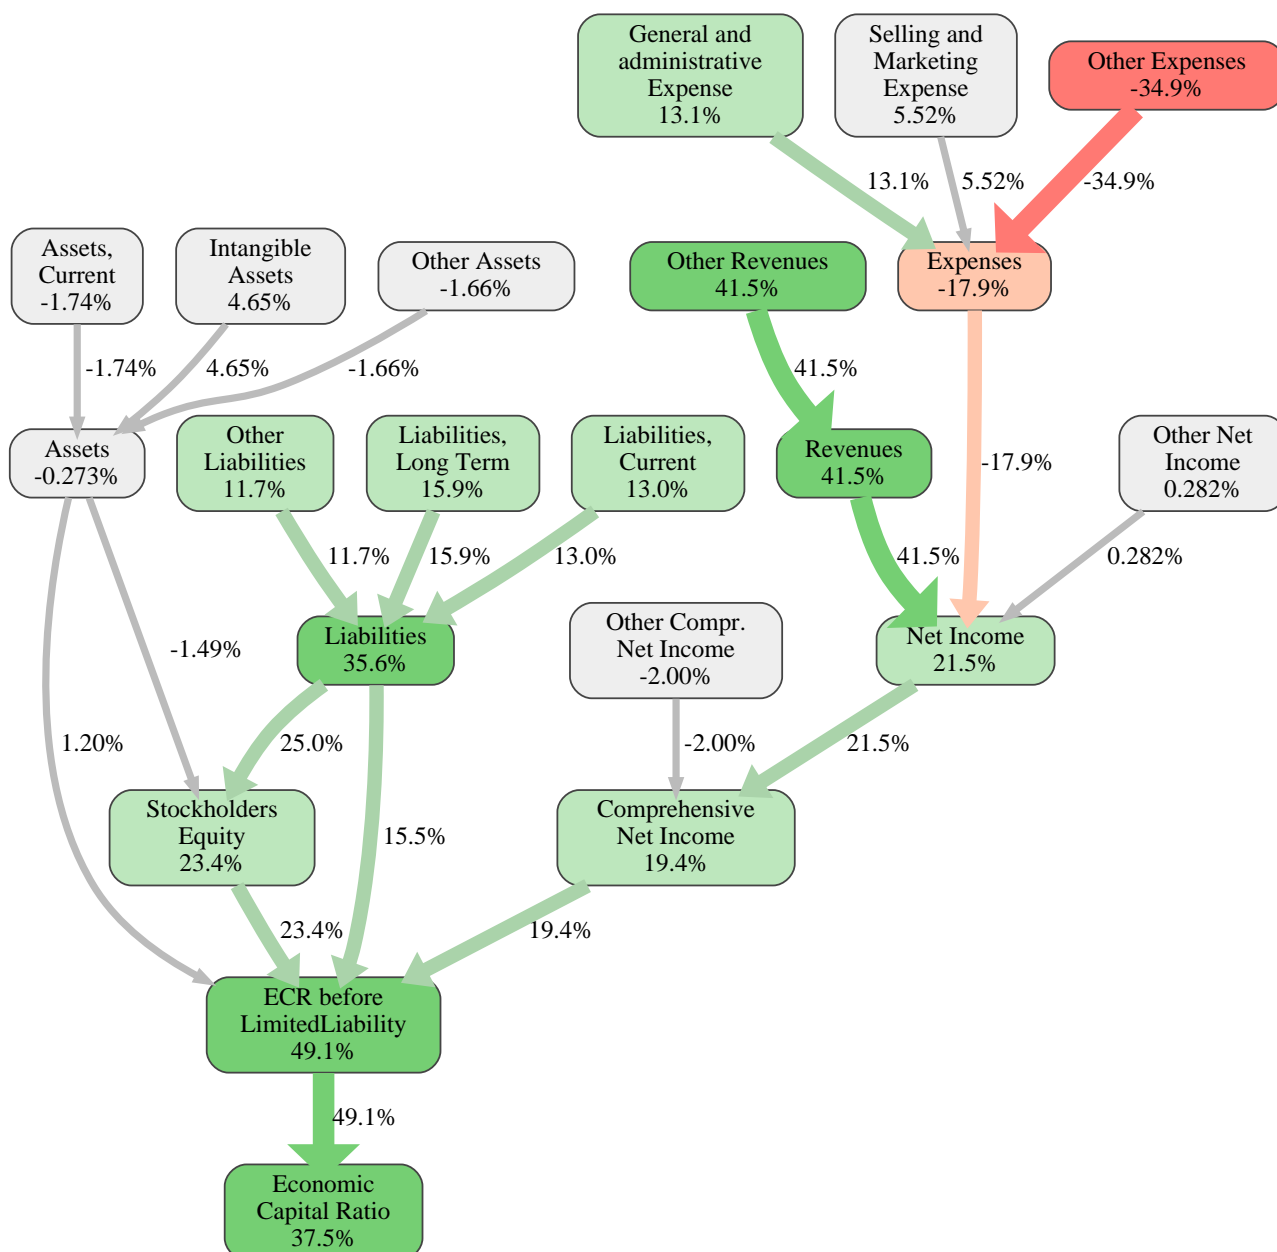 General and
administrative
Expense
13.1%
Selling and
Marketing
Expense
5.52%
Other Expenses
-34.9%
13.1%
5.52%
-34.9%
Assets,
Current
-1.74%
Intangible
Assets
4.65%
Other Assets
-1.66%
Other Revenues
41.5%
Expenses
-17.9%
-1.74%
4.65%
-1.66%
41.5%
Assets
-0.273%
Other
Liabilities
11.7%
Liabilities,
Long Term
15.9%
Liabilities,
Current
13.0%
Revenues
41.5%
-17.9%
Other Net
Income
0.282%
11.7%
15.9%
13.0%
41.5%
0.282%
-1.49%
Liabilities
35.6%
Other Compr.
Net Income
-2.00%
Net Income
21.5%
1.20%
25.0%
-2.00%
21.5%
Stockholders
Equity
23.4%
15.5%
Comprehensive
Net Income
19.4%
23.4%
19.4%
ECR before
LimitedLiability
49.1%
49.1%
Economic
Capital Ratio
37.5%